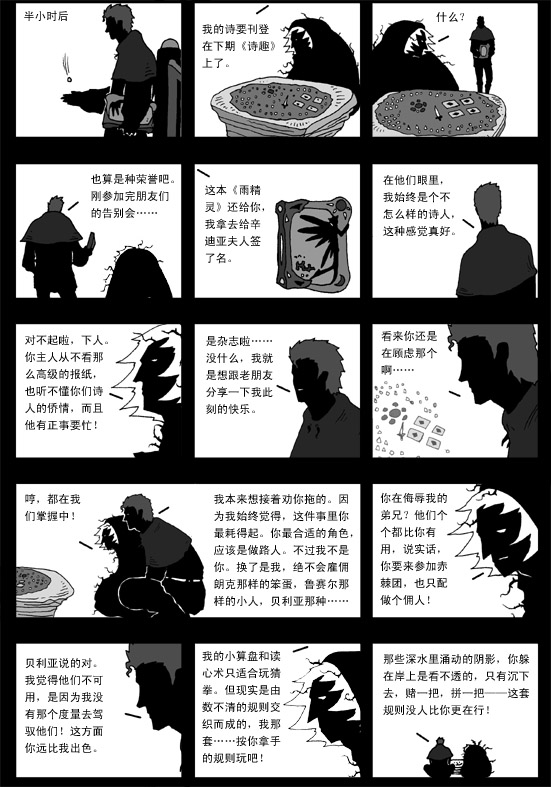 半小时后
我的诗要刊登
在下期《诗趣》
上了。
什么？
也算是种荣誉吧。
刚参加完朋友们
的告别会……
这本《雨精
灵》还给你，
我拿去给辛
迪亚夫人签
了名。
在他们眼里，
我始终是个不
怎么样的诗人，
这种感觉真好。
对不起啦，下人。
你主人从不看那
么高级的报纸，
也听不懂你们诗
人的侨情，而且
他有正事要忙！
是杂志啦……
没什么，我就
是想跟老朋友
分享一下我此
刻的快乐。
看来你还是
在顾虑那个
啊……
哼，都在我
们掌握中！
我本来想接着劝你拖的。因
为我始终觉得，这件事里你
最耗得起。你最合适的角色，
应该是做路人。不过我不是
你。换了是我，绝不会雇佣
朗克那样的笨蛋，鲁赛尔那
样的小人，贝利亚那种……
你在侮辱我的
弟兄？他们个
个都比你有
用，说实话，
你要来参加赤
棘团，也只配
做个佣人！
贝利亚说的对。
我觉得他们不可
用，是因为我没
有那个度量去驾
驭他们！这方面
你远比我出色。
我的小算盘和读
心术只适合玩猜
拳。但现实是由
数不清的规则交
织而成的，我那
套……按你拿手
的规则玩吧！
那些深水里涌动的阴影，你躲
在岸上是看不透的，只有沉下
去，赌一把，拼一把——这套
规则没人比你更在行！